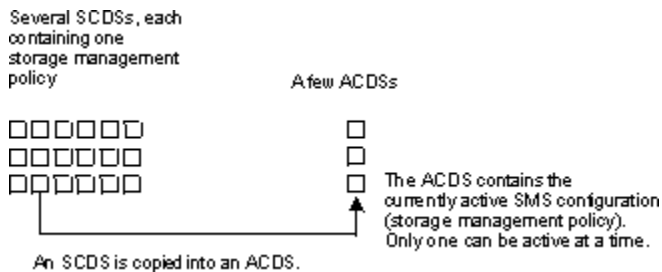 Several SCDSs, each
containing one
storage management
policy
A few ACDSs
The ACDS contains the
currently active SMS configuration
(storage management policy).
Only one can be active at a time.
An SCDS is copied into an ACDS.